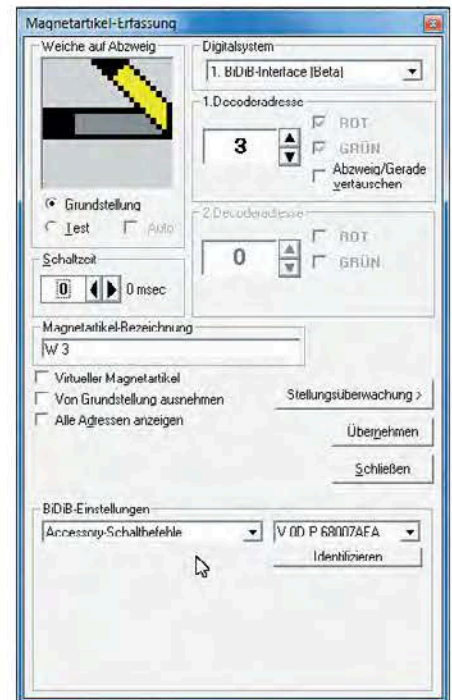 Magnetartikel-Erfassung
Weiche auf Abzweig
Digitalsystem
1. BiDiB-Interface (Beta)
1.Decoderadresse
3
ROT
GRÜN
Abzweig/Gerade
vertauschen
Grundstellung
Test
Auto
2.Decoderadresse
0
ROT
GRÜN
Schaltzeit
0
0 msec
Magnetartikel-Bezeichnung
W 3
Virtueller Magnetartikel
Von Grundstellung ausnehmen
Alle Adressen anzeigen
Stellungsüberwachung >
Übernehmen
Schließen
BiDiB-Einstellungen
Accessory-Schaltbefehle
V 0D P 68007AEA
Identifizieren